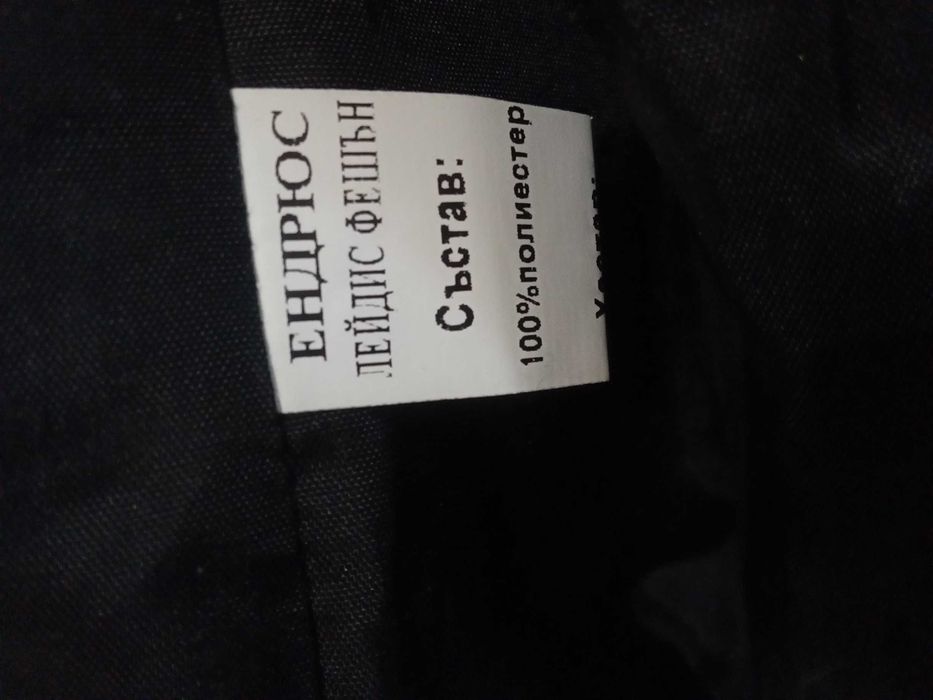 ЕНДРЮС
ЛЕЙДИС ФЕШЪН
Състав:
100%полиестер